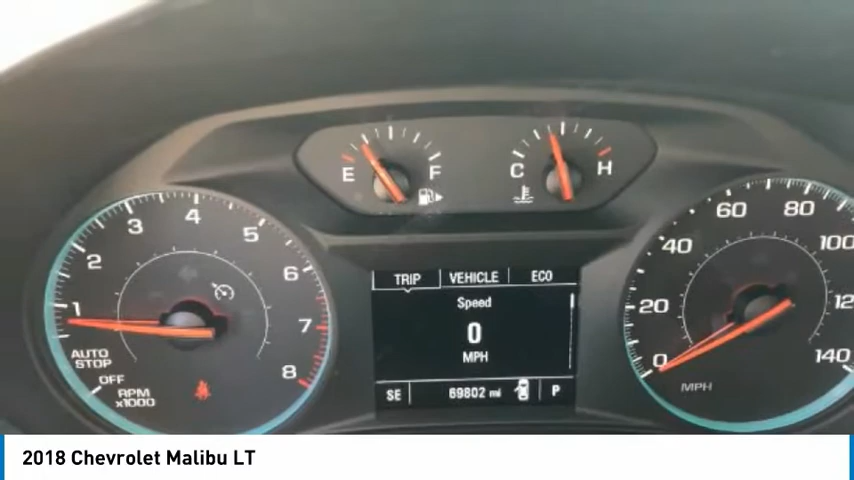 E F
C H
1 2 3 4 5 6 7 8
AUTO
STOP
OFF
RPM
x1000
TRIP VEHICLE ECO
Speed
0
MPH
SE 69802 mi P
0 20 40 60 80 100 12 140
MPH
2018 Chevrolet Malibu LT